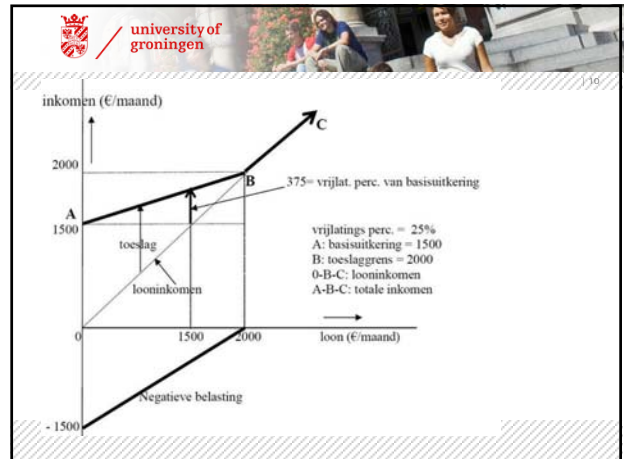 university of
groningen
| 10
inkomen (€/maand)
C
2000
B
375= vrijlat. perc. van basisuitkering
A
1500
toeslag
vrijlatings perc. = 25%
A: basisuitkering = 1500
B: toeslaggrens = 2000
0-B-C: looninkomen
A-B-C: totale inkomen
looninkomen
0
1500
2000
loon (€/maand)
Negatieve belasting
- 1500